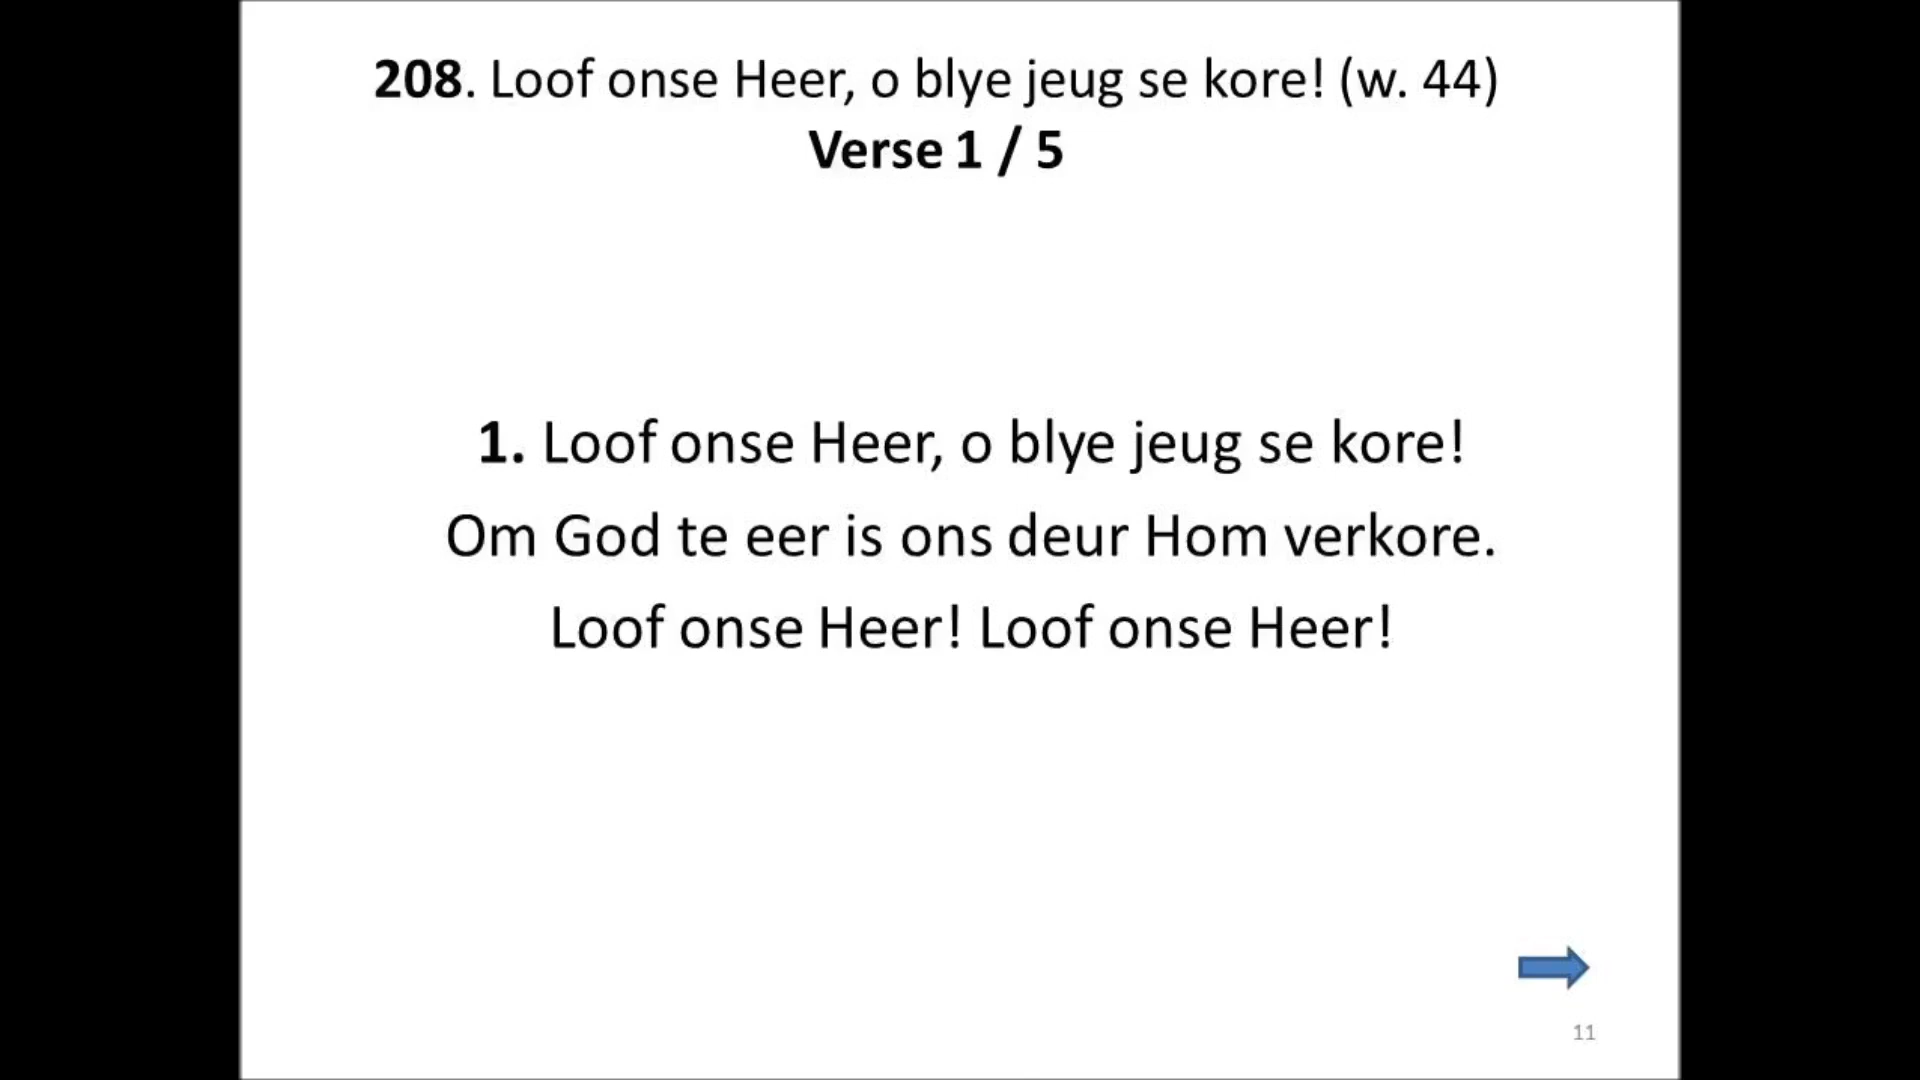 208. Loof onse Heer, o blye jeug se kore! (w. 44)
Verse 1 / 5
1. Loof onse Heer, o blye jeug se kore!
Om God te eer is ons deur Hom verkore.
Loof onse Heer! Loof onse Heer!
11